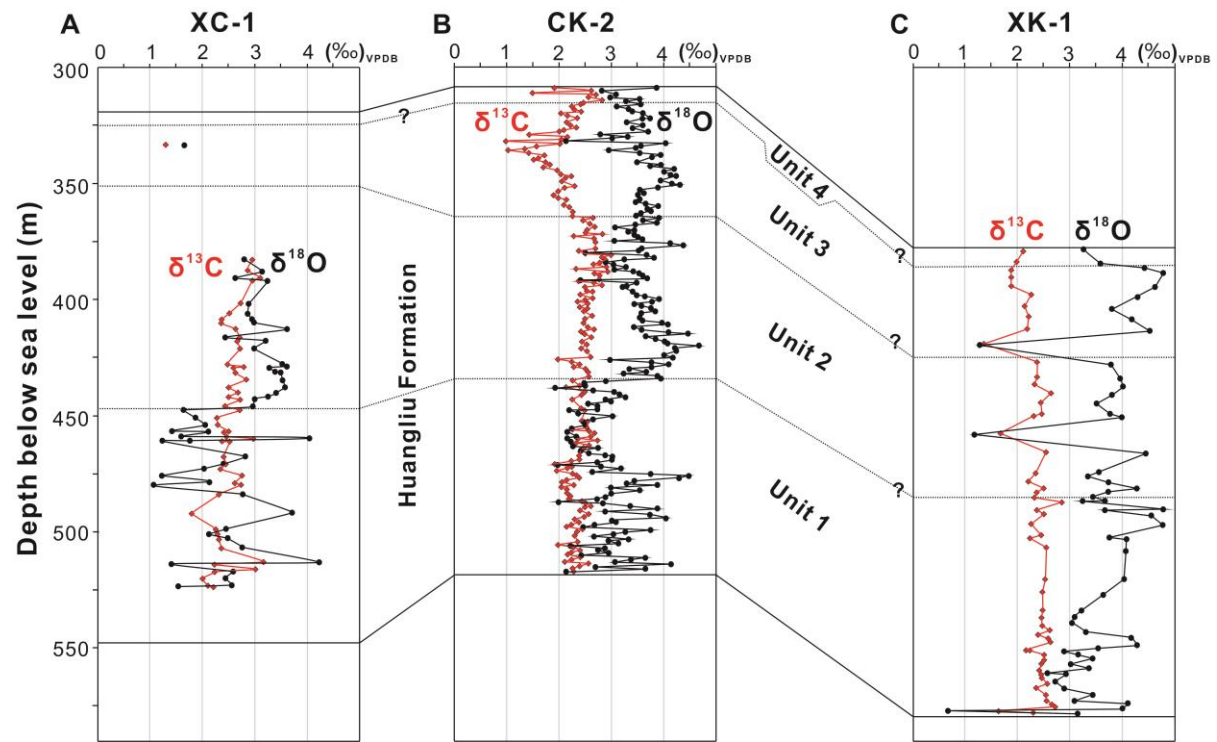 A XC-1
B CK-2
C XK-1
0 1 2 3 4 (‰)VPDB
0 1 2 3 4 (‰)VPDB
0 1 2 3 4 (‰)VPDB
Depth below sea level (m)
300
350
400
450
500
550
δ13C δ18O
Huangliu Formation
δ13C δ18O
?
Unit 4
Unit 3
Unit 2
Unit 1
?
?
?
δ13C δ18O